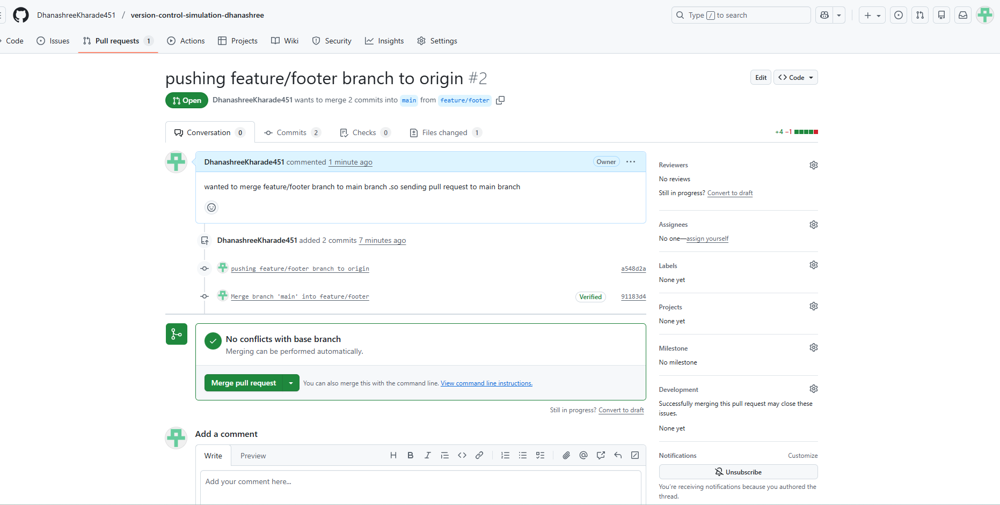 DhanashreeKharade451 / version-control-simulation-dhanashree
Type / to search
Code Issues Pull requests 1 Actions Projects Wiki Security Insights Settings
pushing feature/footer branch to origin #2
Edit
<> Code
Open DhanashreeKharade451 wants to merge 2 commits into main from feature/footer
Conversation 0 Commits 2 Checks 0 Files changed 1
+4 −1
DhanashreeKharade451 commented 1 minute ago
Owner
wanted to merge feature/footer branch to main branch .so sending pull request to main branch
DhanashreeKharade451 added 2 commits 7 minutes ago
pushing feature/footer branch to origin
a548d2a
Merge branch 'main' into feature/footer
Verified
91183d4
No conflicts with base branch
Merging can be performed automatically.
Merge pull request
You can also merge this with the command line. View command line instructions.
Still in progress? Convert to draft
Add a comment
Write
Preview
Add your comment here...
Reviewers
No reviews
Still in progress? Convert to draft
Assignees
No one—assign yourself
Labels
None yet
Projects
None yet
Milestone
No milestone
Development
Successfully merging this pull request may close these
issues.
None yet
Notifications
Customize
Unsubscribe
You're receiving notifications because you authored the
thread.